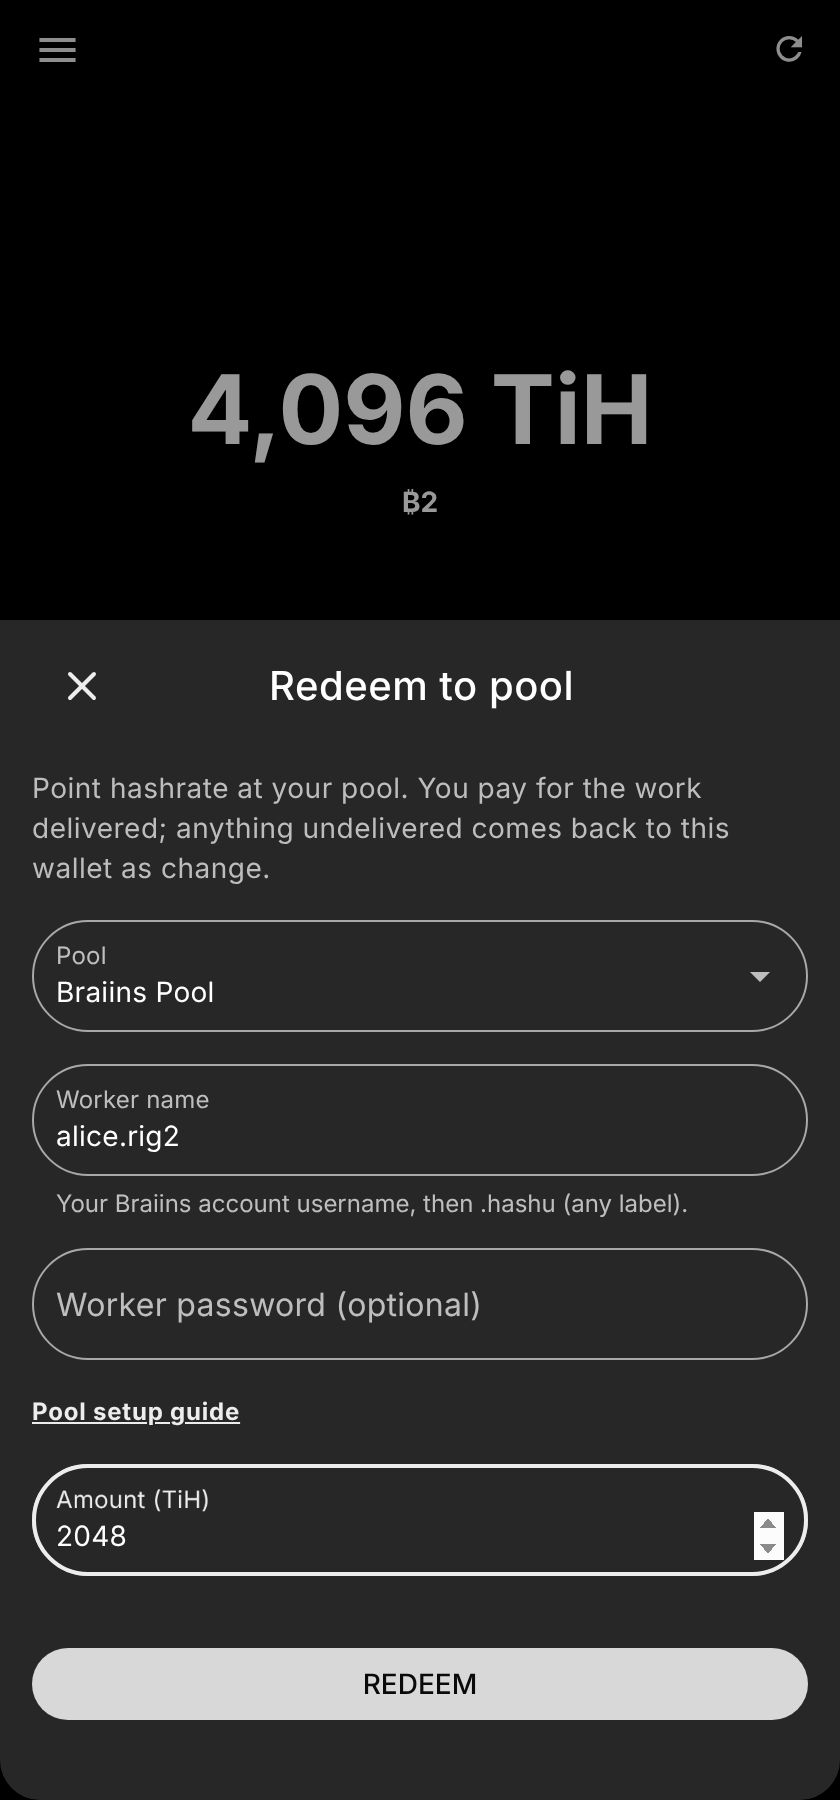 4,096 TiH
₿2
Redeem to pool
Point hashrate at your pool. You pay for the work
delivered; anything undelivered comes back to this
wallet as change.
Pool
Braiins Pool
Worker name
alice.rig2
Your Braiins account username, then .hashu (any label).
Worker password (optional)
Pool setup guide
Amount (TiH)
2048
REDEEM